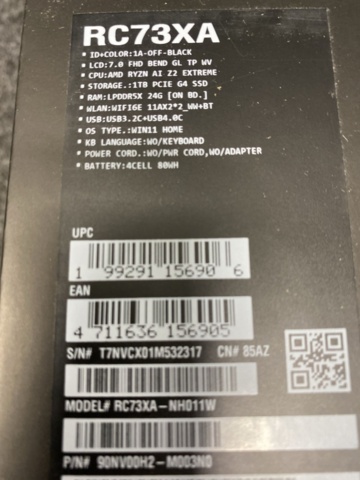 RC73XA
• ID+COLOR:1A-OFF-BLACK
• LCD:7.0 FHD BEND GL TP WV
• CPU:AMD RYZN AI Z2 EXTREME
• STORAGE.:1TB PCIE G4 SSD
• RAM:LPDDR5X 24G [ON BD.]
• WLAN:WIFI6E 11AX2*2_WW+BT
• USB:USB3.2C+USB4.0C
• OS TYPE.:WIN11 HOME
• KB LANGUAGE:WO/KEYBOARD
• POWER CORD.:WO/PWR CORD,WO/ADAPTER
• BATTERY:4CELL 80WH
UPC
1 99291 15690 6
EAN
4 711636 156905
S/N# T7NVCX01M532317 CN# 85AZ
MODEL# RC73XA-NH011W
P/N# 90NV00H2-M003N0